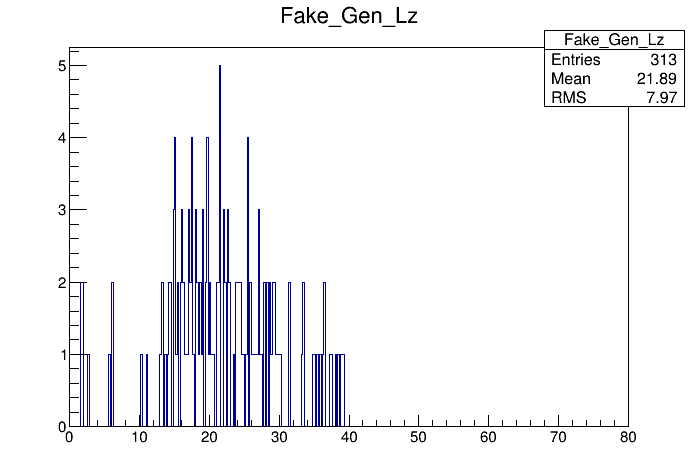 Fake_Gen_Lz
Fake_Gen_Lz
Entries 313
Mean 21.89
RMS 7.97
5
4
3
2
1
0
0 10 20 30 40 50 60 70 80